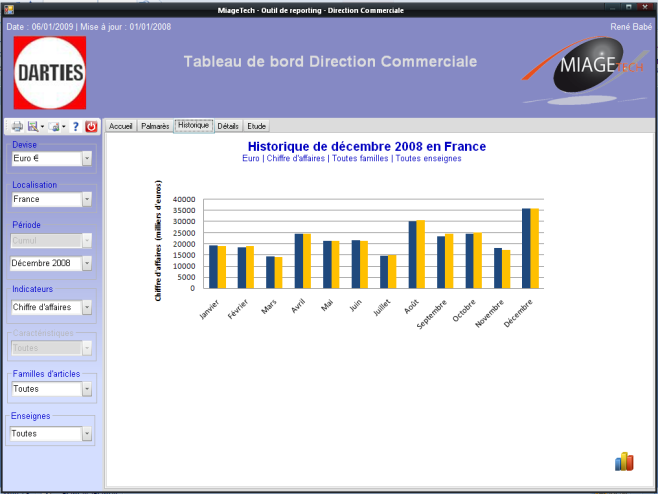 MiageTech - Outil de reporting - Direction Commerciale
Date : 06/01/2009 | Mise à jour : 01/01/2008
René Babé
DARTIES
Tableau de bord Direction Commerciale
MIAGETECH
Accueil Palmarès Historique Détails Etude
Devise
Euro €
Localisation
France
Période
Cumul
Décembre 2008
Indicateurs
Chiffre d'affaires
Caractéristiques
Toutes
Familles d'articles
Toutes
Enseignes
Toutes
Historique de décembre 2008 en France
Euro | Chiffre d'affaires | Toutes familles | Toutes enseignes
Chiffre d'affaires (milliers d'euros)
40000
35000
30000
25000
20000
15000
10000
5000
0
Janvier Février Mars Avril Mai Juin Juillet Août Septembre Octobre Novembre Décembre